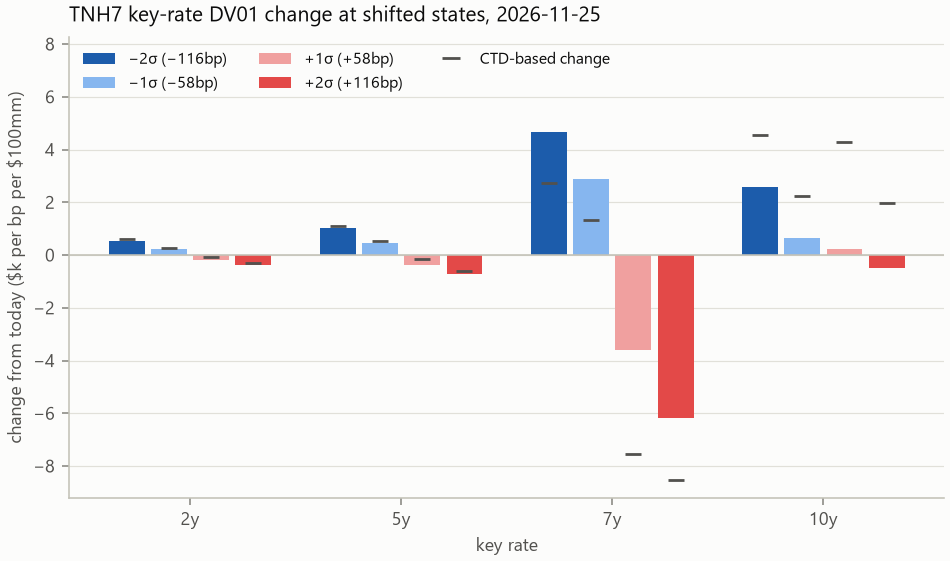 TNH7 key-rate DV01 change at shifted states, 2026-11-25
−2σ (−116bp)
−1σ (−58bp)
+1σ (+58bp)
+2σ (+116bp)
CTD-based change
change from today ($k per bp per $100mm)
8
6
4
2
0
−2
−4
−6
−8
2y
5y
7y
10y
key rate